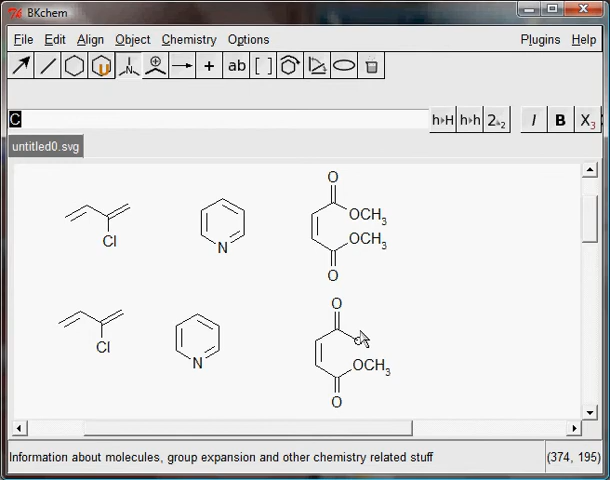 BKchem
File Edit Align Object Chemistry Options Plugins Help
N + ab [ ]
C h▸H h▸h 2▸2 I B X3
untitled0.svg
O
OCH3
Cl N OCH3
O
O
Cl N OCH3
O
Information about molecules, group expansion and other chemistry related stuff (374, 195)